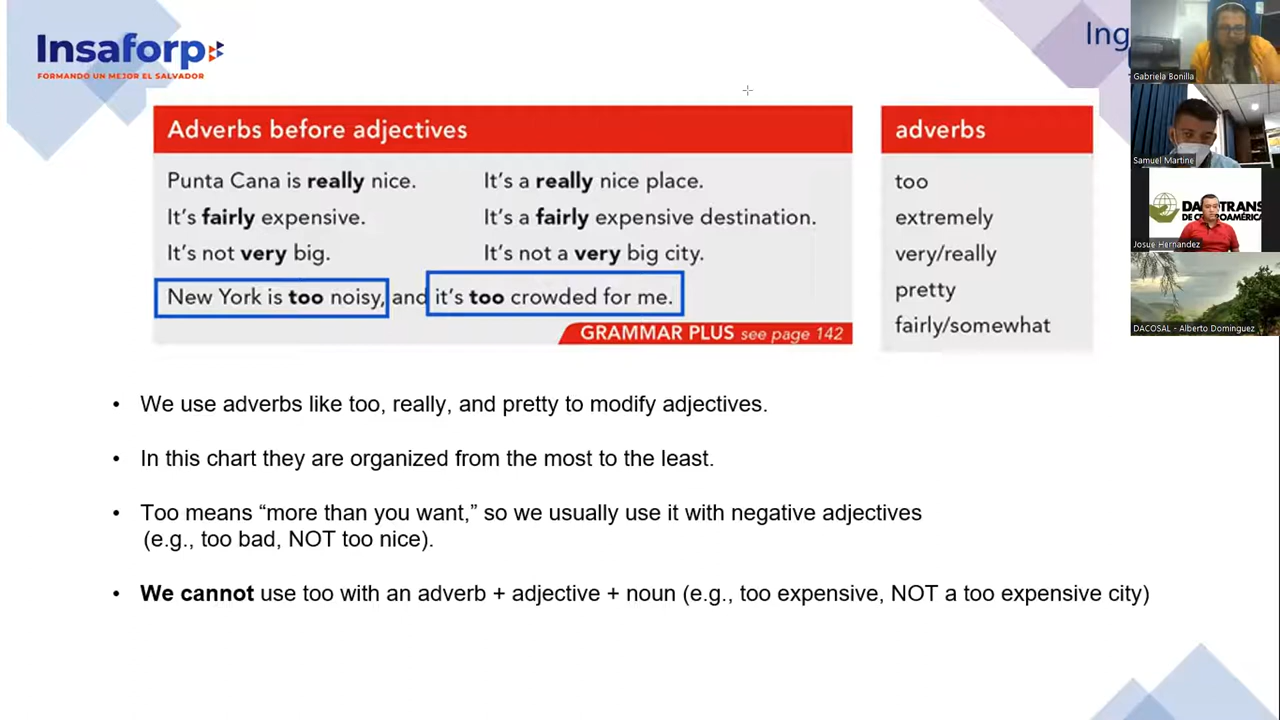 Insaforp
FORMANDO UN MEJOR EL SALVADOR
Ing
Adverbs before adjectives
Punta Cana is really nice. It's a really nice place.
It's fairly expensive. It's a fairly expensive destination.
It's not very big. It's not a very big city.
New York is too noisy, and it's too crowded for me.
GRAMMAR PLUS see page 142
adverbs
too
extremely
very/really
pretty
fairly/somewhat
• We use adverbs like too, really, and pretty to modify adjectives.
• In this chart they are organized from the most to the least.
• Too means “more than you want,” so we usually use it with negative adjectives
(e.g., too bad, NOT too nice).
• We cannot use too with an adverb + adjective + noun (e.g., too expensive, NOT a too expensive city)
Gabriela Bonilla
Samuel Martine
DE CENTROAMÉRICA
Josue Hernandez
DACOSAL - Alberto Dominguez